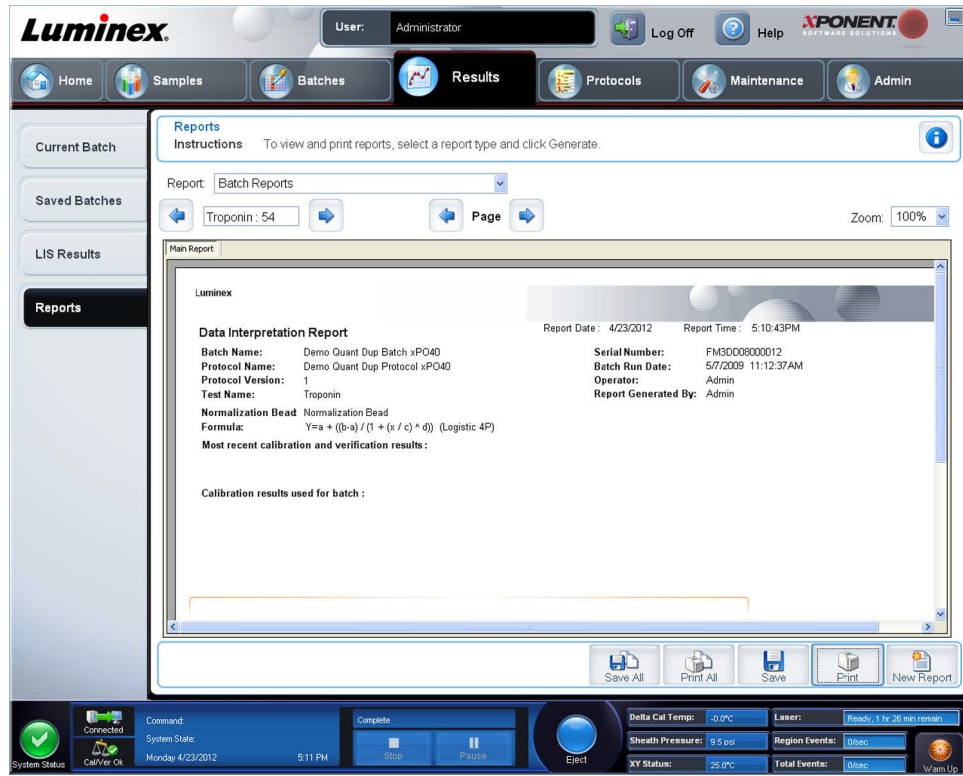 Luminex.
User: Administrator
Log Off
Help
XPONENT.
SOFTWARE SOLUTIONS
Home
Samples
Batches
Results
Protocols
Maintenance
Admin
Current Batch
Saved Batches
LIS Results
Reports
Reports
Instructions To view and print reports, select a report type and click Generate.
Report: Batch Reports
Troponin : 54
Page
Zoom: 100%
Main Report
Luminex
Data Interpretation Report
Report Date : 4/23/2012 Report Time : 5:10:43PM
Batch Name: Demo Quant Dup Batch xPO40
Protocol Name: Demo Quant Dup Protocol xPO40
Protocol Version: 1
Test Name: Troponin
Serial Number: FM3DD08000012
Batch Run Date: 5/7/2009 11:12:37AM
Operator: Admin
Report Generated By: Admin
Normalization Bead Normalization Bead
Formula: Y=a + ((b-a) / (1 + (x / c) ^ d)) (Logistic 4P)
Most recent calibration and verification results :
Calibration results used for batch :
Save All
Print All
Save
Print
New Report
System Status
Connected
Cal/Ver Ok
Command:
System State:
Monday 4/23/2012 5:11 PM
Complete
Stop
Pause
Eject
Delta Cal Temp: -0.0°C
Sheath Pressure: 9.5 psi
XY Status: 25.0°C
Laser: Ready, 1 hr 26 min remain
Region Events: 0/sec
Total Events: 0/sec
Warm Up